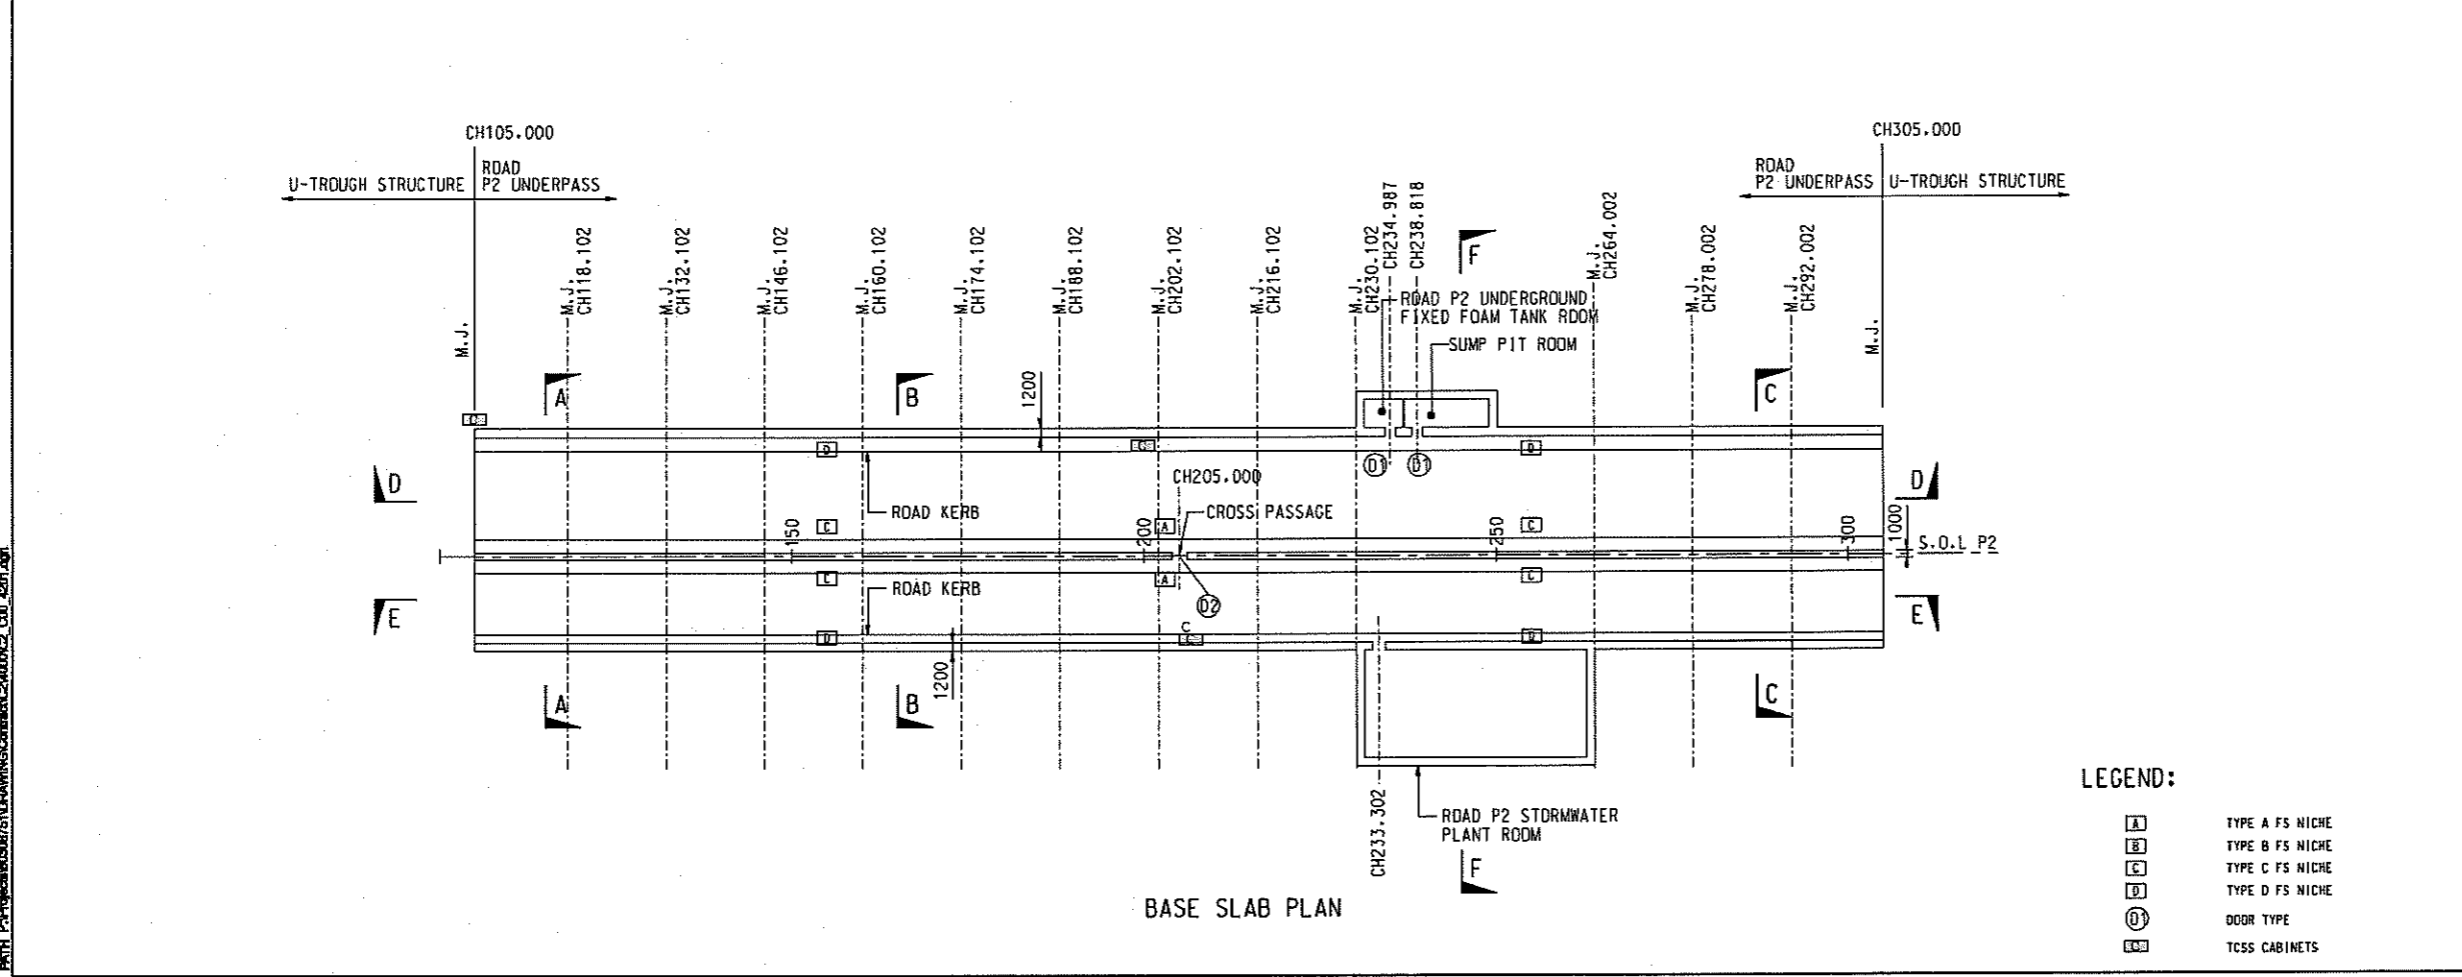 CH105.000
CH305.000
ROAD
U-TROUGH STRUCTURE
P2 UNDERPASS
ROAD
P2 UNDERPASS
U-TROUGH STRUCTURE
M.J.
M.J.
CH118.102
M.J.
CH132.102
M.J.
CH146.102
M.J.
CH160.102
M.J.
CH174.102
M.J.
CH188.102
M.J.
CH202.102
M.J.
CH216.102
M.J.
CH230.102
CH234.987
CH238.818
F
M.J.
CH264.002
M.J.
CH278.002
M.J.
CH292.002
M.J.
ROAD P2 UNDERGROUND
FIXED FOAM TANK ROOM
SUMP PIT ROOM
A
B
1200
C
C
D
C
D
D
D1
D1
D
CH205.000
ROAD KERB
CROSS PASSAGE
C
A
C
150
200
250
300
1000
S.O.L P2
C
A
C
ROAD KERB
D2
E
E
D
C
C
D
1200
A
B
C
CH233.302
ROAD P2 STORMWATER
PLANT ROOM
F
BASE SLAB PLAN
LEGEND:
A TYPE A FS NICHE
B TYPE B FS NICHE
C TYPE C FS NICHE
D TYPE D FS NICHE
D1 DOOR TYPE
C TCSS CABINETS